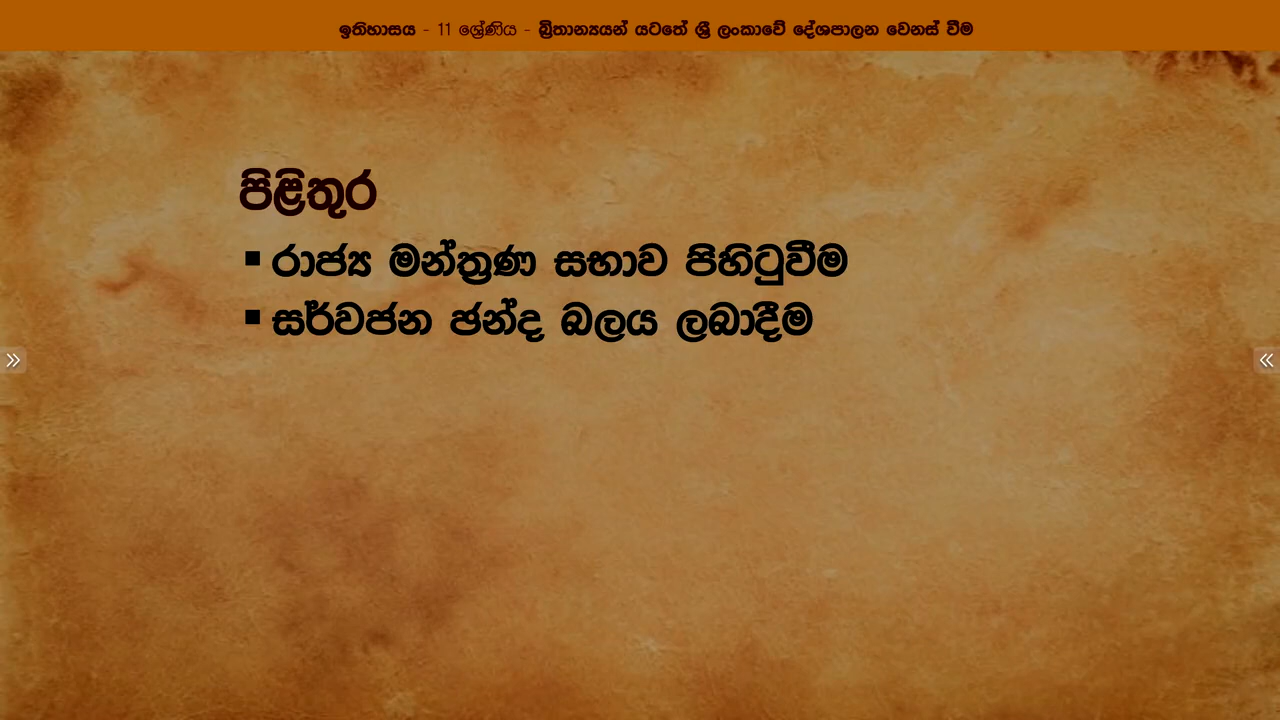 ඉතිහාසය - 11 ශ්‍රේණිය - බ්‍රිතාන්‍යයන් යටතේ ශ්‍රී ලංකාවේ දේශපාලන වෙනස් වීම
පිළිතුර
▪ රාජ්‍ය මන්ත්‍රණ සභාව පිහිටුවීම
▪ සර්වජන ඡන්ද බලය ලබාදීම